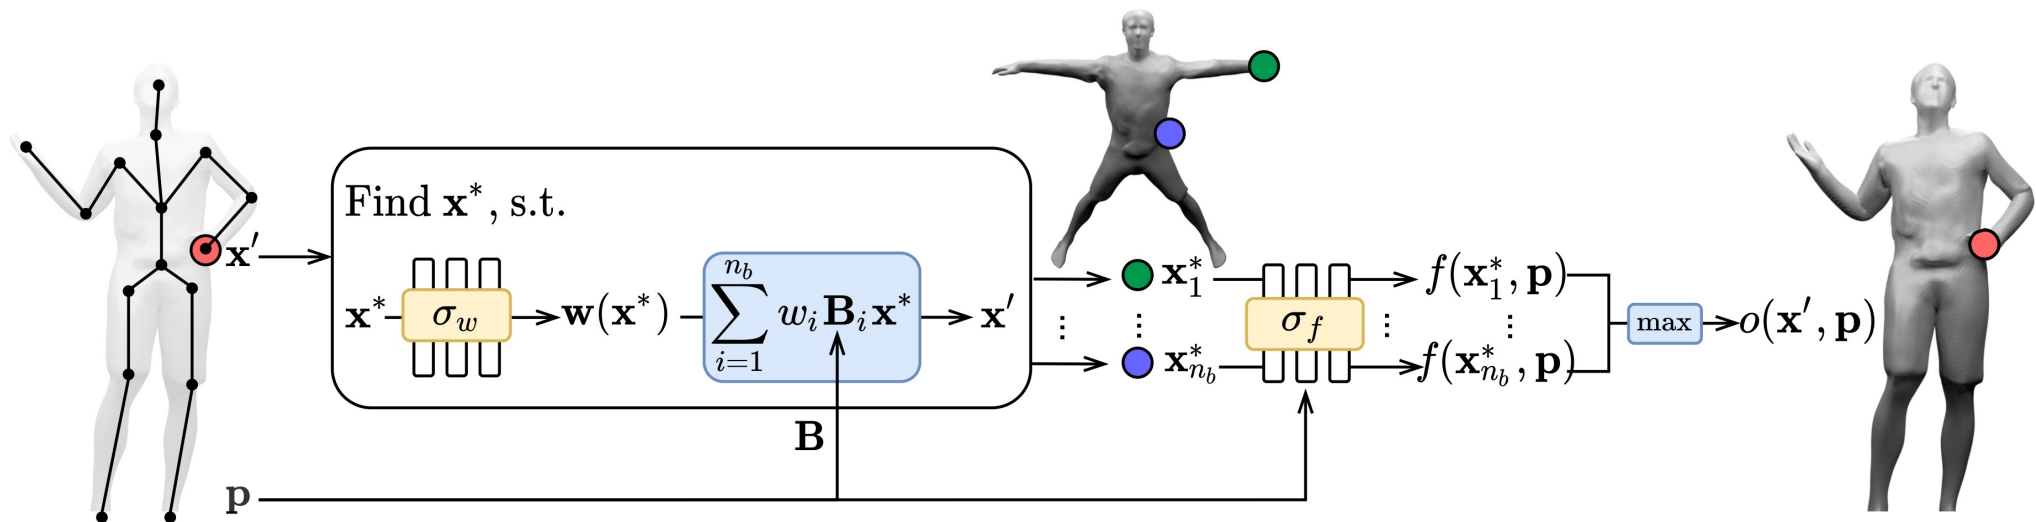 x′
Find x*, s.t.
x* σ_w w(x*) ∑_{i=1}^{n_b} w_i B_i x* x′
B
p
x*_1
⋮ ⋮
x*_{n_b}
σ_f
f(x*_1, p)
⋮ ⋮
f(x*_{n_b}, p)
max
o(x′, p)